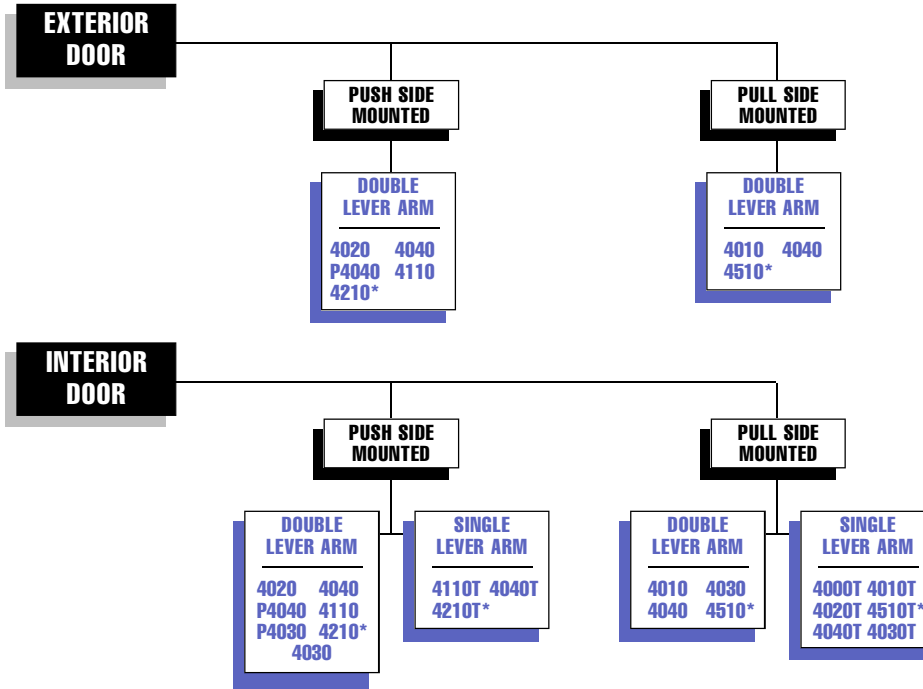 EXTERIOR
DOOR
PUSH SIDE
MOUNTED
PULL SIDE
MOUNTED
DOUBLE
LEVER ARM
4020 4040
P4040 4110
4210*
DOUBLE
LEVER ARM
4010 4040
4510*
INTERIOR
DOOR
PUSH SIDE
MOUNTED
PULL SIDE
MOUNTED
DOUBLE
LEVER ARM
4020 4040
P4040 4110
P4030 4210*
4030
SINGLE
LEVER ARM
4110T 4040T
4210T*
DOUBLE
LEVER ARM
4010 4030
4040 4510*
SINGLE
LEVER ARM
4000T 4010T
4020T 4510T*
4040T 4030T